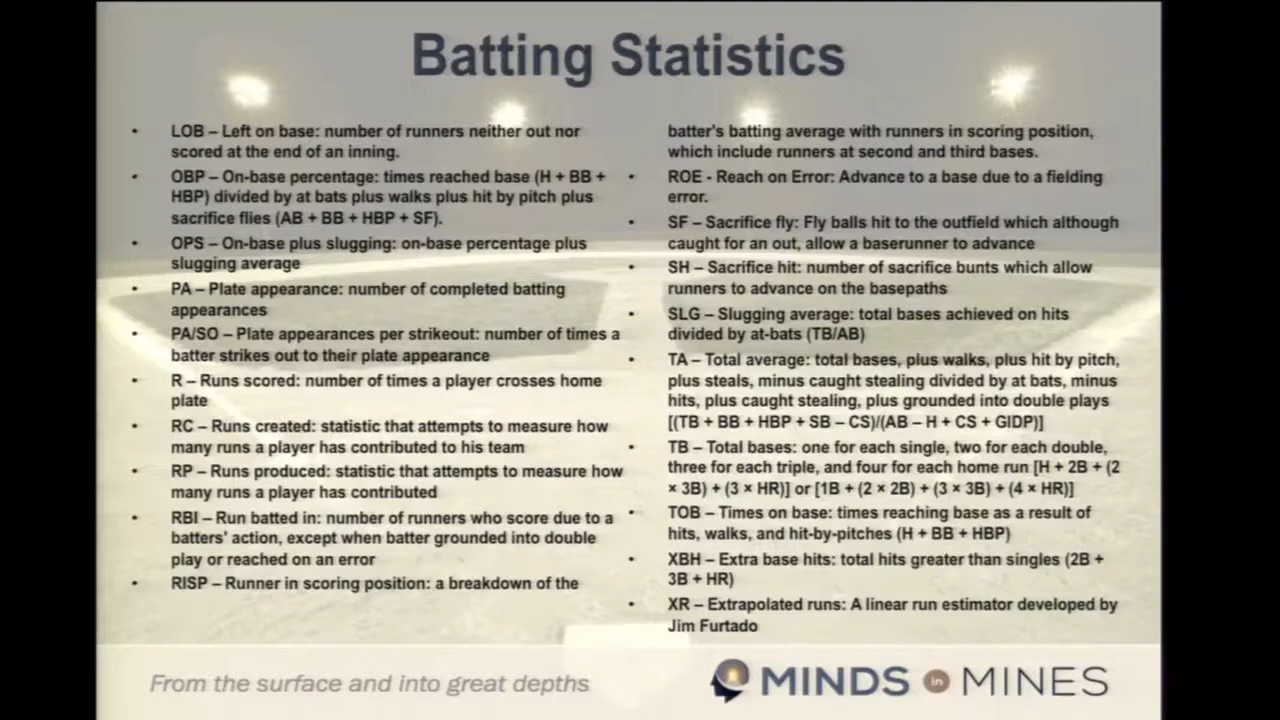 Batting Statistics
• LOB – Left on base: number of runners neither out nor
scored at the end of an inning.
• OBP – On-base percentage: times reached base (H + BB +
HBP) divided by at bats plus walks plus hit by pitch plus
sacrifice flies (AB + BB + HBP + SF).
• OPS – On-base plus slugging: on-base percentage plus
slugging average
• PA – Plate appearance: number of completed batting
appearances
• PA/SO – Plate appearances per strikeout: number of times a
batter strikes out to their plate appearance
• R – Runs scored: number of times a player crosses home
plate
• RC – Runs created: statistic that attempts to measure how
many runs a player has contributed to his team
• RP – Runs produced: statistic that attempts to measure how
many runs a player has contributed
• RBI – Run batted in: number of runners who score due to a
batters' action, except when batter grounded into double
play or reached on an error
• RISP – Runner in scoring position: a breakdown of the
batter's batting average with runners in scoring position,
which include runners at second and third bases.
• ROE - Reach on Error: Advance to a base due to a fielding
error.
• SF – Sacrifice fly: Fly balls hit to the outfield which although
caught for an out, allow a baserunner to advance
• SH – Sacrifice hit: number of sacrifice bunts which allow
runners to advance on the basepaths
• SLG – Slugging average: total bases achieved on hits
divided by at-bats (TB/AB)
• TA – Total average: total bases, plus walks, plus hit by pitch,
plus steals, minus caught stealing divided by at bats, minus
hits, plus caught stealing, plus grounded into double plays
[(TB + BB + HBP + SB – CS)/(AB – H + CS + GIDP)]
• TB – Total bases: one for each single, two for each double,
three for each triple, and four for each home run [H + 2B + (2
× 3B) + (3 × HR)] or [1B + (2 × 2B) + (3 × 3B) + (4 × HR)]
• TOB – Times on base: times reaching base as a result of
hits, walks, and hit-by-pitches (H + BB + HBP)
• XBH – Extra base hits: total hits greater than singles (2B +
3B + HR)
• XR – Extrapolated runs: A linear run estimator developed by
Jim Furtado
From the surface and into great depths
MINDS in MINES